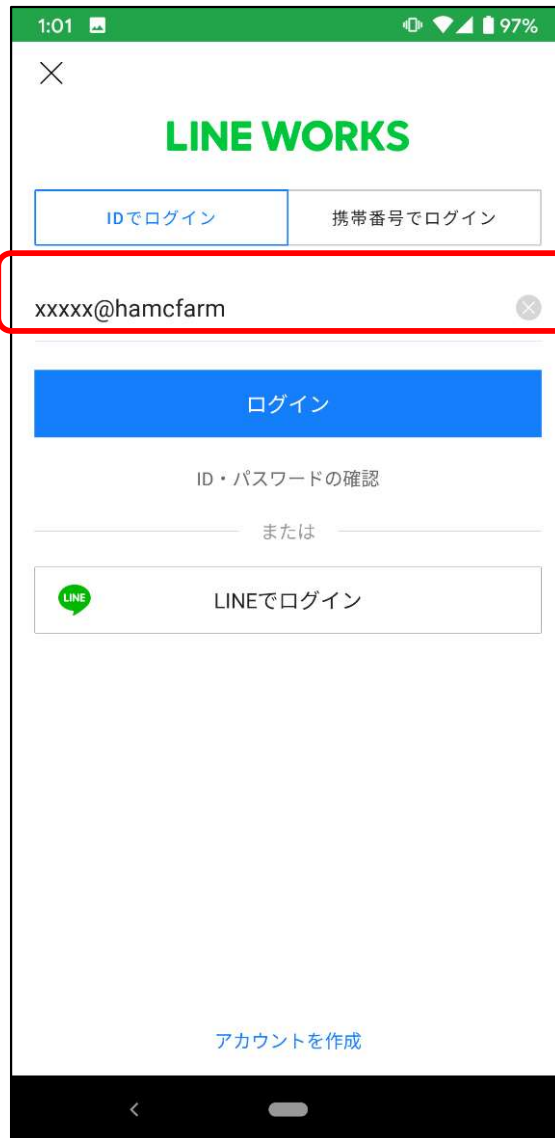 1:01 97%
LINE WORKS
IDでログイン 携帯番号でログイン
xxxxx@hamcfarm
ログイン
ID・パスワードの確認
または
LINE LINEでログイン
アカウントを作成